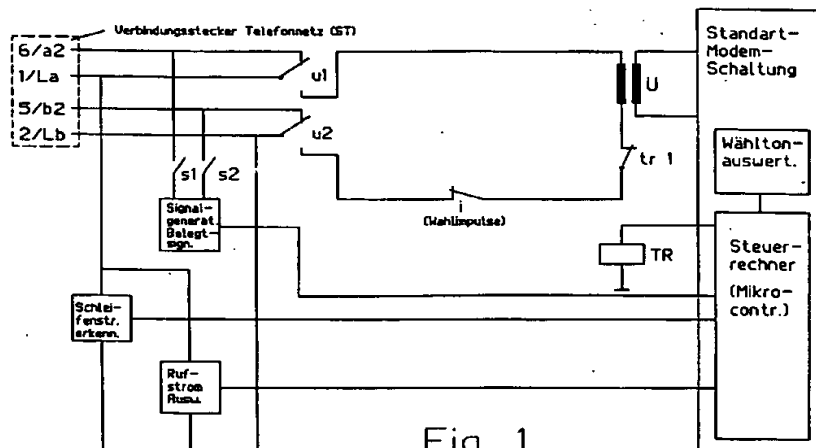 Verbindungsstecker Telefonnetz (ST)
6/a2
1/La
5/b2
2/Lb
u1
u2
s1
s2
Signal-
generat.
Belegt-
sign.
i
(Wahlimpulse)
U
tr 1
TR
Standart-
Modem-
Schaltung
Wählton-
auswert.
Steuer-
rechner
(Mikro-
contr.)
Schlei-
fenstr.
erkenn.
Ruf-
strom
Ausw.
Fig. 1